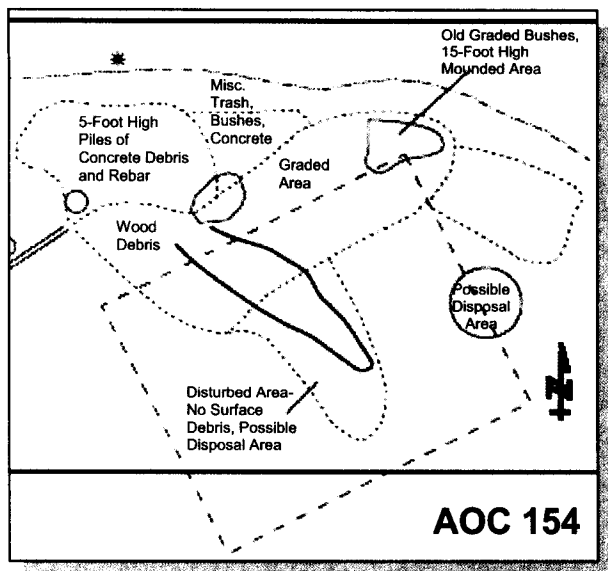 Old Graded Bushes,
15-Foot High
Mounded Area
Misc.
Trash,
Bushes,
Concrete
5-Foot High
Piles of
Concrete Debris
and Rebar
Graded
Area
Wood
Debris
Possible
Disposal
Area
Disturbed Area-
No Surface
Debris, Possible
Disposal Area
N
AOC 154